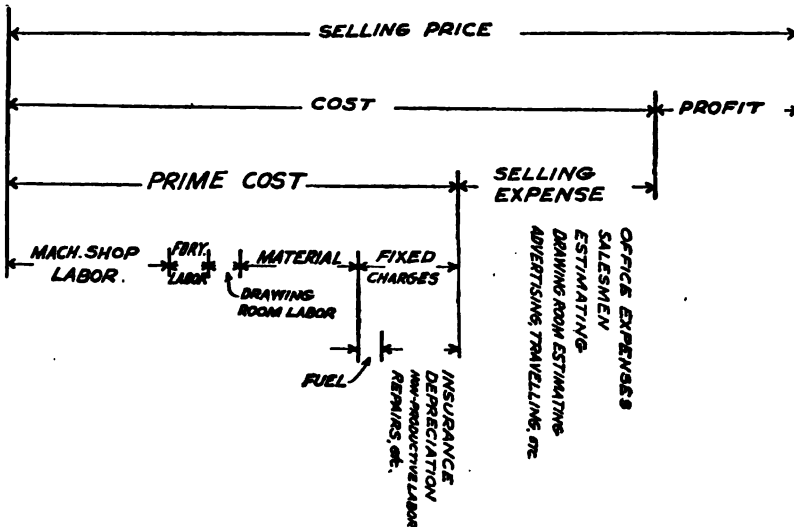 SELLING PRICE
COST
PROFIT
PRIME COST
SELLING
EXPENSE
MACH. SHOP
LABOR.
FDRY.
LABOR
DRAWING
ROOM LABOR
MATERIAL
FIXED
CHARGES
FUEL
INSURANCE
DEPRECIATION
NON-PRODUCTIVE LABOR
REPAIRS, etc.
OFFICE EXPENSES
SALESMEN
ESTIMATING
DRAWING ROOM ESTIMATING
ADVERTISING, TRAVELLING, etc